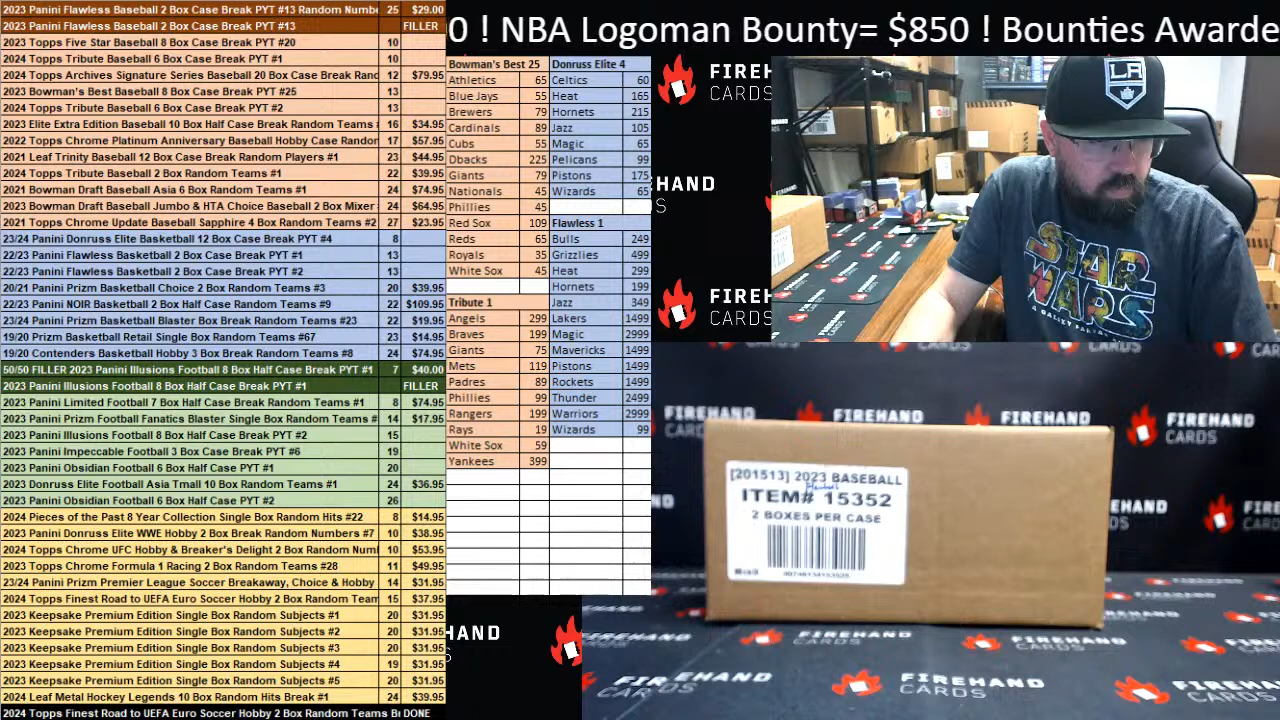 0 ! NBA Logoman Bounty= $850 ! Bounties Awarde
2023 Panini Flawless Baseball 2 Box Case Break PYT #13 Random Numbe 25 $29.00
2023 Panini Flawless Baseball 2 Box Case Break PYT #13 FILLER
2023 Topps Five Star Baseball 8 Box Case Break PYT #20 10
2024 Topps Tribute Baseball 6 Box Case Break PYT #1 10
2024 Topps Archives Signature Series Baseball 20 Box Case Break Ranc 12 $79.95
2023 Bowman's Best Baseball 8 Box PYT #25 13
2024 Topps Tribute Baseball 6 Box Case Break PYT #2 13
2023 Elite Extra Edition Baseball 10 Box Half Case Break Random Teams 16 $34.95
2022 Topps Chrome Platinum Anniversary Baseball Hobby Case Randon 17 $57.95
2021 Leaf Trinity Baseball 12 Box Case Break Random Players #1 23 $44.95
2024 Topps Tribute Baseball 2 Box Random Teams #1 22 $39.95
2021 Bowman Draft Baseball Asia 6 Box Random Teams #1 24 $74.95
2023 Bowman Draft Baseball Jumbo & HTA Choice Baseball 2 Box Mixer 24 $64.95
2021 Topps Chrome Update Baseball Sapphire 4 Box Random Teams #2 27 $23.95
23/24 Panini Donruss Elite Basketball 12 Box Case Break PYT #4 8
22/23 Panini Flawless Basketball 2 Box Case Break PYT #1 13
22/23 Panini Flawless Basketball 2 Box Case Break PYT #2 13
20/21 Panini Prizm Basketball Choice 2 Box Random Teams #3 20 $39.95
22/23 Panini NOIR Basketball 2 Box Half Case Random Teams #9 22 $109.95
23/24 Panini Prizm Basketball Blaster Box Break Random Teams #23 22 $19.95
19/20 Prizm Basketball Retail Single Box Random Teams #67 23 $14.95
19/20 Contenders Basketball Hobby 3 Box Break Random Teams #8 24 $74.95
50/50 FILLER 2023 Panini Illusions Football 8 Box Half Case Break PYT #1 7 $40.00
2023 Panini Illusions Football 8 Box Half Case Break PYT #1 FILLER
2023 Panini Limited Football 7 Box Half Case Break Random Teams #1 8 $74.95
2023 Panini Prizm Football Fanatics Blaster Single Box Random Teams # 14 $17.95
2023 Panini Illusions Football 8 Box Half Case Break PYT #2 15
2023 Panini Impeccable Football 3 Box Case Break PYT #6 19
2023 Panini Obsidian Football 6 Box Half Case PYT #1 20
2023 Donruss Elite Football Asia Tmall 10 Box Random Teams #1 24 $36.95
2023 Panini Obsidian Football 6 Box Half Case PYT #2 26
2024 Pieces of the Past 8 Year Collection Single Box Random Hits #22 8 $14.95
2023 Panini Donruss Elite WWE Hobby 2 Box Random Numbers #7 10 $38.95
2024 Topps Chrome UFC Hobby & Breaker's Delight 2 Box Random Numl 10 $53.95
2023 Topps Chrome Formula 1 Racing 2 Box Random Teams #28 11 $49.95
23/24 Panini Prizm Premier League Soccer Breakaway, Choice & Hobby 14 $31.95
2024 Topps Finest Road to UEFA Euro Soccer Hobby 2 Box Random Team 15 $37.95
2023 Keepsake Premium Edition Single Box Random Subjects #1 20 $31.95
2023 Keepsake Premium Edition Single Box Random Subjects #2 20 $31.95
2023 Keepsake Premium Edition Single Box Random Subjects #3 20 $31.95
2023 Keepsake Premium Edition Single Box Random Subjects #4 19 $31.95
2023 Keepsake Premium Edition Single Box Random Subjects #5 20 $31.95
2024 Leaf Metal Hockey Legends 10 Box Random Hits Break #1 24 $39.95
2024 Topps Finest Road to UEFA Euro Soccer Hobby 2 Box Random Teams Br DONE
Bowman's Best 25
Athletics 65
Blue Jays 55
Brewers 79
Cardinals 89
Cubs 55
Dbacks 225
Giants 79
Nationals 45
Phillies 45
Red Sox 109
Reds 65
Royals 35
White Sox 45
Tribute 1
Angels 299
Braves 199
Giants 75
Mets 119
Padres 89
Phillies 99
Rangers 199
Rays 19
White Sox 59
Yankees 399
Donruss Elite 4
Celtics 60
Heat 165
Hornets 215
Jazz 105
Magic 65
Pelicans 99
Pistons 175
Wizards 65
Flawless 1
Bulls 249
Grizzlies 499
Heat 299
Hornets 199
Jazz 349
Lakers 1499
Magic 2999
Mavericks 1499
Pistons 1499
Rockets 1499
Thunder 2499
Warriors 2999
Wizards 99
FIREH
CARDS
EHAND
FIREH
CARDS
HAND
LA
STAR
WARS
FIREHAND
CARDS
FIREHAND
CARDS
FIREHAND
CARDS
[201513] 2023 BASEBALL
ITEM# 15352
2 BOXES PER CASE
FIREHAND
CARDS
FIREHAND
CARDS
FIREHAND
CARDS
FIREHAND
CARDS